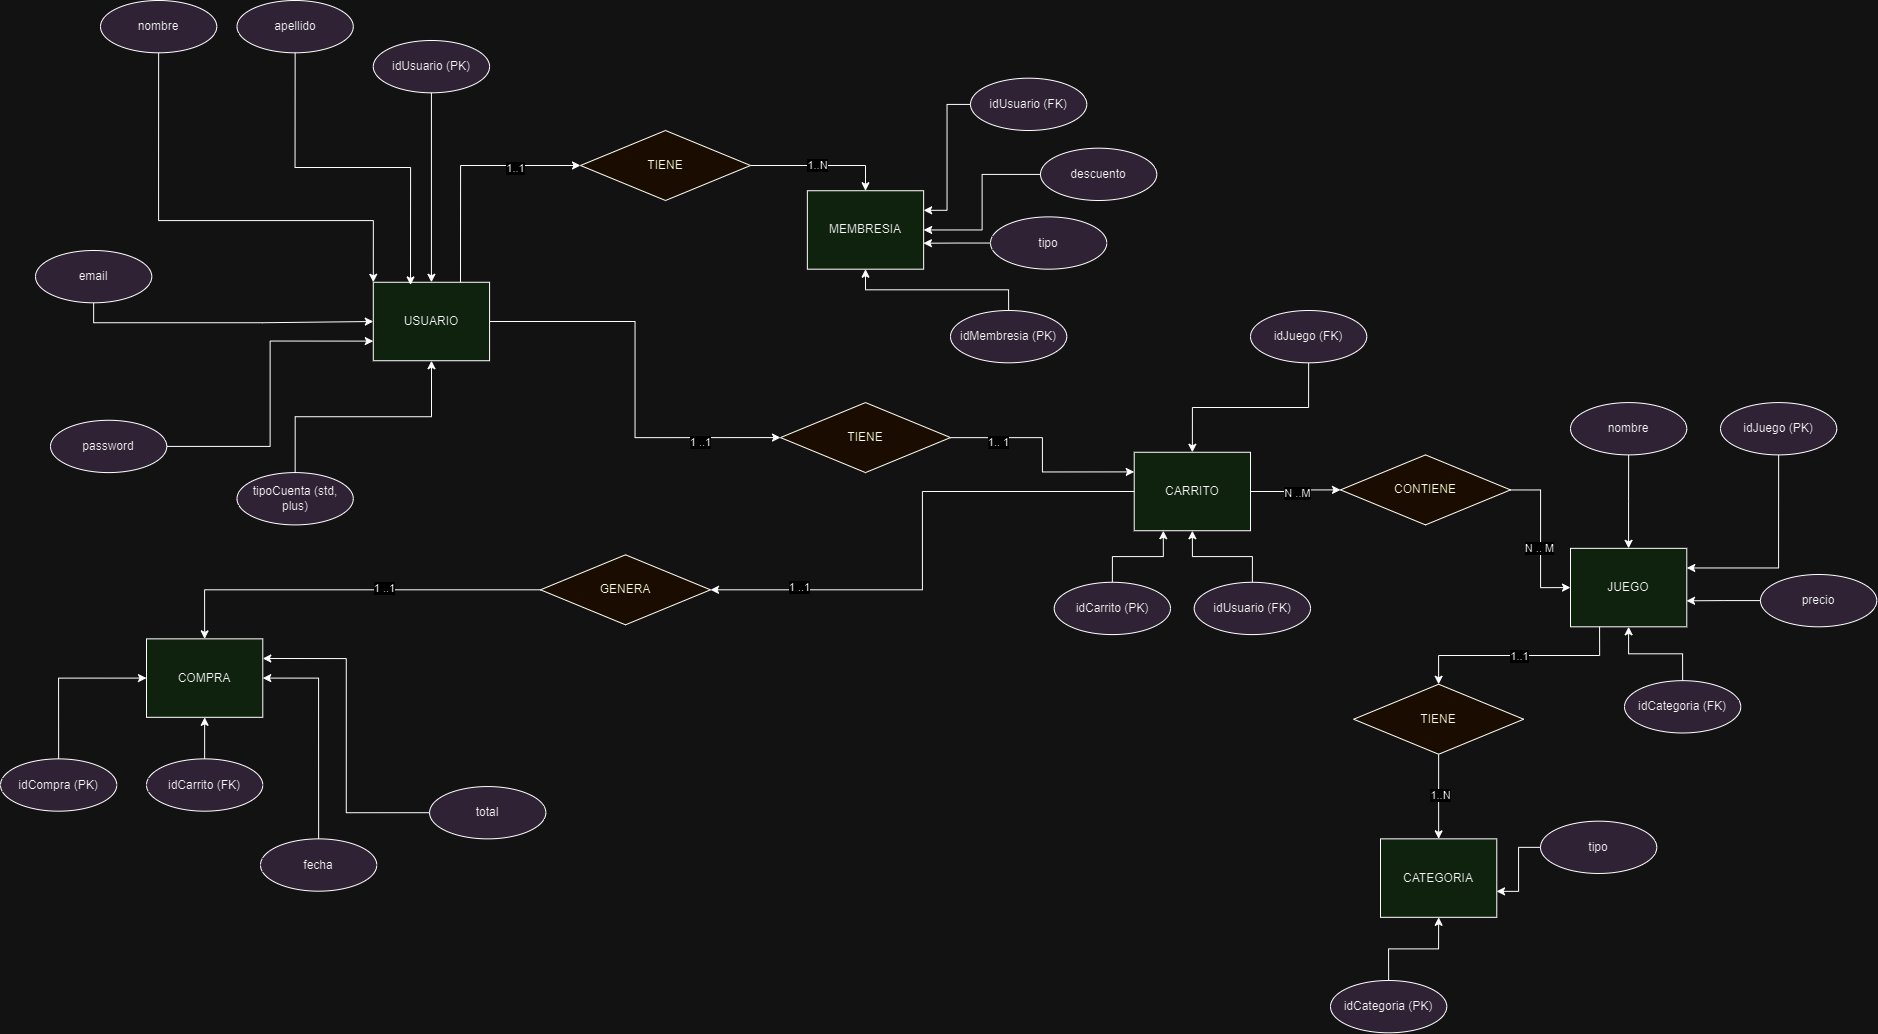 nombre
apellido
idUsuario (PK)
idUsuario (FK)
TIENE
1..1
1..N
descuento
MEMBRESIA
tipo
email
USUARIO
idMembresia (PK)
idJuego (FK)
password
tipoCuenta (std,
plus)
1 ..1
TIENE
1.. 1
nombre
idJuego (PK)
CARRITO
N ..M
CONTIENE
N .. M
JUEGO
precio
GENERA
1 ..1
1 ..1
idCarrito (PK)
idUsuario (FK)
1..1
COMPRA
idCategoria (FK)
TIENE
idCompra (PK)
idCarrito (FK)
total
fecha
1..N
tipo
CATEGORIA
idCategoria (PK)